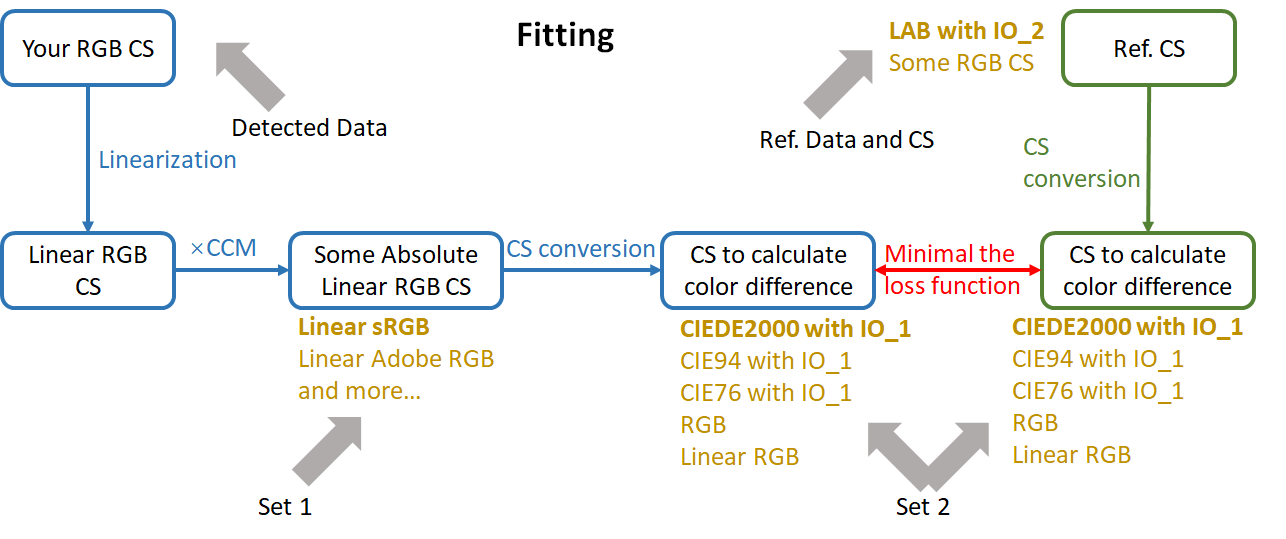 Fitting
Your RGB CS
Detected Data
Linearization
LAB with IO_2
Some RGB CS
Ref. CS
Ref. Data and CS
CS
conversion
Linear RGB
CS
×CCM
Some Absolute
Linear RGB CS
CS conversion
CS to calculate
color difference
Minimal the
loss function
CS to calculate
color difference
Linear sRGB
Linear Adobe RGB
and more...
CIEDE2000 with IO_1
CIE94 with IO_1
CIE76 with IO_1
RGB
Linear RGB
CIEDE2000 with IO_1
CIE94 with IO_1
CIE76 with IO_1
RGB
Linear RGB
Set 1
Set 2